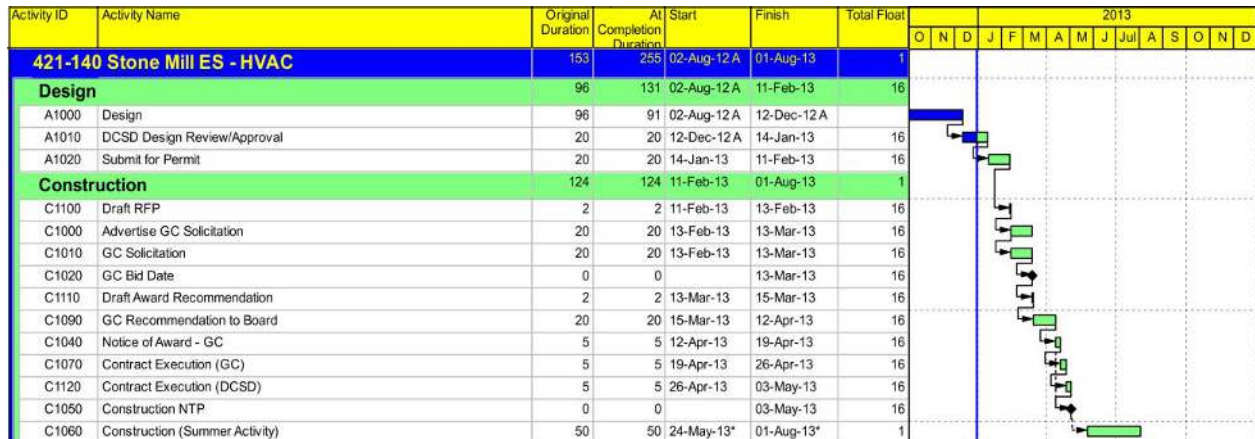 Activity ID Activity Name Original Duration At Completion Duration Start Finish Total Float 2013
O N D J F M A M J Jul A S O N D
421-140 Stone Mill ES - HVAC 153 255 02-Aug-12 A 01-Aug-13 1
Design 96 131 02-Aug-12 A 11-Feb-13 16
A1000 Design 96 91 02-Aug-12 A 12-Dec-12 A
A1010 DCSD Design Review/Approval 20 20 12-Dec-12 A 14-Jan-13 16
A1020 Submit for Permit 20 20 14-Jan-13 11-Feb-13 16
Construction 124 124 11-Feb-13 01-Aug-13 1
C1100 Draft RFP 2 2 11-Feb-13 13-Feb-13 16
C1000 Advertise GC Solicitation 20 20 13-Feb-13 13-Mar-13 16
C1010 GC Solicitation 20 20 13-Feb-13 13-Mar-13 16
C1020 GC Bid Date 0 0 13-Mar-13 16
C1110 Draft Award Recommendation 2 2 13-Mar-13 15-Mar-13 16
C1090 GC Recommendation to Board 20 20 15-Mar-13 12-Apr-13 16
C1040 Notice of Award - GC 5 5 12-Apr-13 19-Apr-13 16
C1070 Contract Execution (GC) 5 5 19-Apr-13 26-Apr-13 16
C1120 Contract Execution (DCSD) 5 5 26-Apr-13 03-May-13 16
C1050 Construction NTP 0 0 03-May-13 16
C1060 Construction (Summer Activity) 50 50 24-May-13* 01-Aug-13* 1